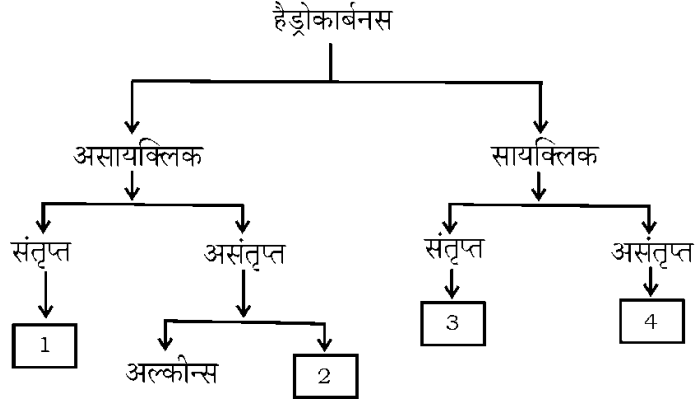 हैड्रोकार्बनस
असायक्लिक
सायक्लिक
संतृप्त
असंतृप्त
संतृप्त
असंतृप्त
1
अल्कीन्स
2
3
4